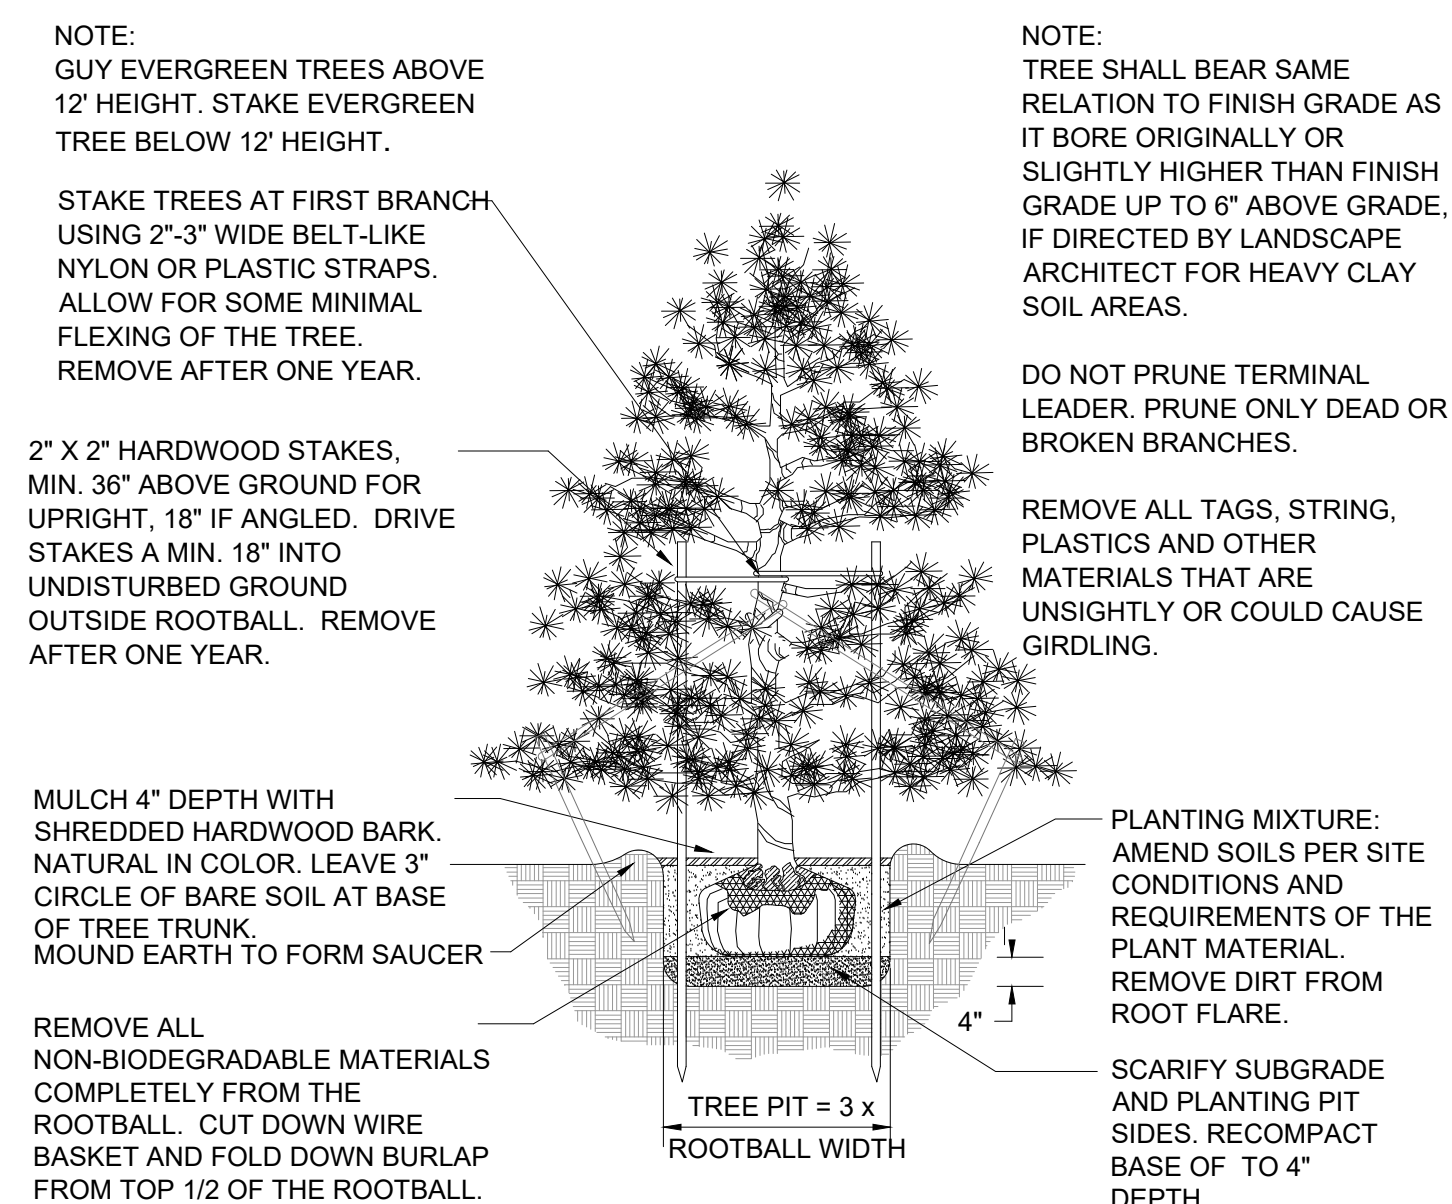 NOTE:
GUY EVERGREEN TREES ABOVE
12' HEIGHT. STAKE EVERGREEN
TREE BELOW 12' HEIGHT.
STAKE TREES AT FIRST BRANCH
USING 2"-3" WIDE BELT-LIKE
NYLON OR PLASTIC STRAPS.
ALLOW FOR SOME MINIMAL
FLEXING OF THE TREE.
REMOVE AFTER ONE YEAR.
2" X 2" HARDWOOD STAKES,
MIN. 36" ABOVE GROUND FOR
UPRIGHT, 18" IF ANGLED. DRIVE
STAKES A MIN. 18" INTO
UNDISTURBED GROUND
OUTSIDE ROOTBALL. REMOVE
AFTER ONE YEAR.
MULCH 4" DEPTH WITH
SHREDDED HARDWOOD BARK.
NATURAL IN COLOR. LEAVE 3"
CIRCLE OF BARE SOIL AT BASE
OF TREE TRUNK.
MOUND EARTH TO FORM SAUCER
REMOVE ALL
NON-BIODEGRADABLE MATERIALS
COMPLETELY FROM THE
ROOTBALL. CUT DOWN WIRE
BASKET AND FOLD DOWN BURLAP
FROM TOP 1/2 OF THE ROOTBALL.
NOTE:
TREE SHALL BEAR SAME
RELATION TO FINISH GRADE AS
IT BORE ORIGINALLY OR
SLIGHTLY HIGHER THAN FINISH
GRADE UP TO 6" ABOVE GRADE,
IF DIRECTED BY LANDSCAPE
ARCHITECT FOR HEAVY CLAY
SOIL AREAS.
DO NOT PRUNE TERMINAL
LEADER. PRUNE ONLY DEAD OR
BROKEN BRANCHES.
REMOVE ALL TAGS, STRING,
PLASTICS AND OTHER
MATERIALS THAT ARE
UNSIGHTLY OR COULD CAUSE
GIRDLING.
PLANTING MIXTURE:
AMEND SOILS PER SITE
CONDITIONS AND
REQUIREMENTS OF THE
PLANT MATERIAL.
REMOVE DIRT FROM
ROOT FLARE.
4"
SCARIFY SUBGRADE
AND PLANTING PIT
SIDES. RECOMPACT
BASE OF TO 4"
DEPTH
TREE PIT = 3 x
ROOTBALL WIDTH